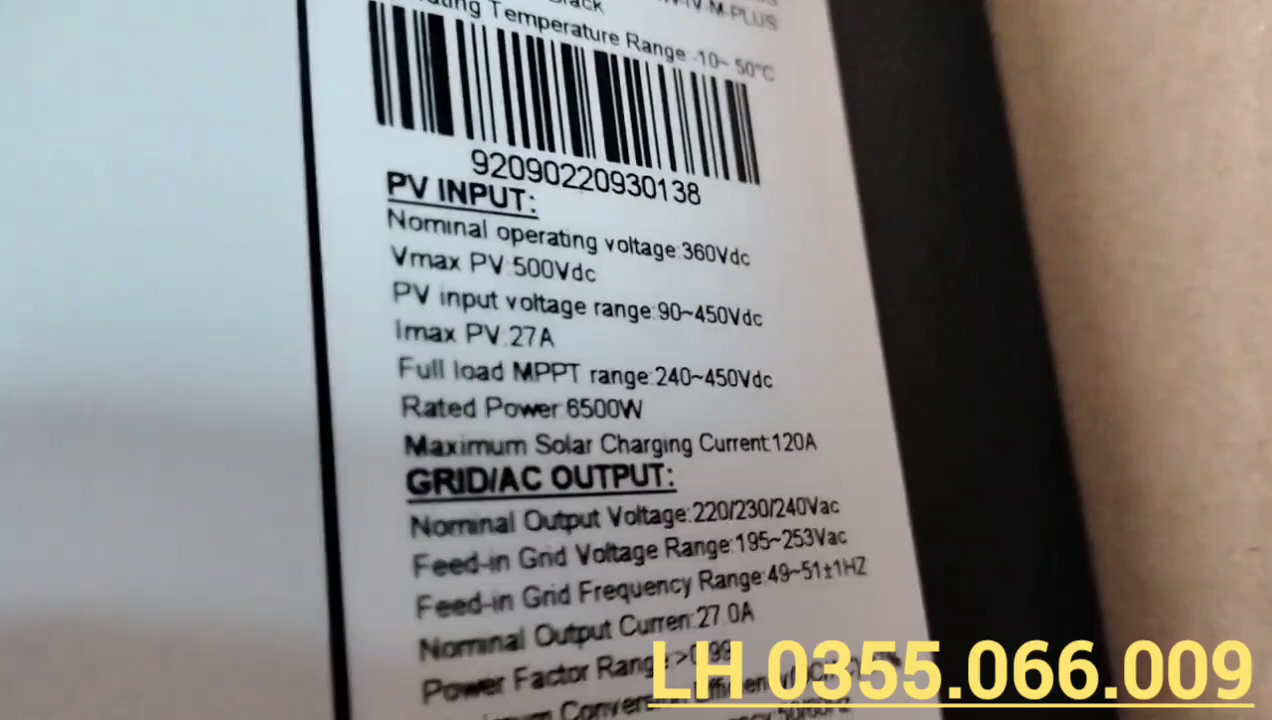 -M-PLUS
Temperature Range:-10~ 50°C
92090220930138
PV INPUT:
Nominal operating voltage:360Vdc
Vmax PV:500Vdc
PV input voltage range:90~450Vdc
Imax PV:27A
Full load MPPT range:240~450Vdc
Rated Power:6500W
Maximum Solar Charging Current:120A
GRID/AC OUTPUT:
Nominal Output Voltage:220/230/240Vac
Feed-in Grid Voltage Range:195~253Vac
Feed-in Grid Frequency Range:49~51±1HZ
Nominal Output Curren:27.0A
Power Factor Range:>0.99
LH 0355.066.009